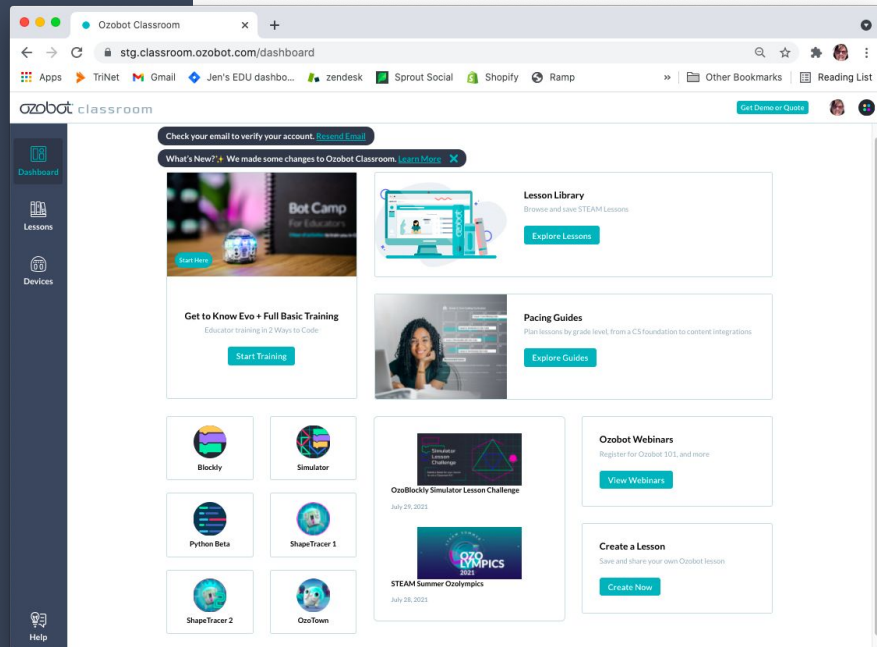 Ozobot Classroom
stg.classroom.ozobot.com/dashboard
Apps TriNet Gmail Jen's EDU dashbo... zendesk Sprout Social Shopify Ramp » Other Bookmarks Reading List
ozobot classroom Get Demo or Quote
Check your email to verify your account. Resend Email
What's New?✨ We made some changes to Ozobot Classroom. Learn More
Dashboard
Lessons
Devices
Help
Bot Camp
For Educators
Start Here
Get to Know Evo + Full Basic Training
Educator training in 2 Ways to Code
Start Training
Lesson Library
Browse and save STEAM Lessons
Explore Lessons
Pacing Guides
Plan lessons by grade level, from a CS foundation to content integrations
Explore Guides
Blockly
Simulator
Python Beta
ShapeTracer 1
ShapeTracer 2
OzoTown
Simulator
Lesson
Challenge
OzoBlockly Simulator Lesson Challenge
July 29, 2021
STEAM SUMMER
OZOLYMPICS
2021
STEAM Summer Ozolympics
July 28, 2021
Ozobot Webinars
Register for Ozobot 101, and more
View Webinars
Create a Lesson
Save and share your own Ozobot lesson
Create Now